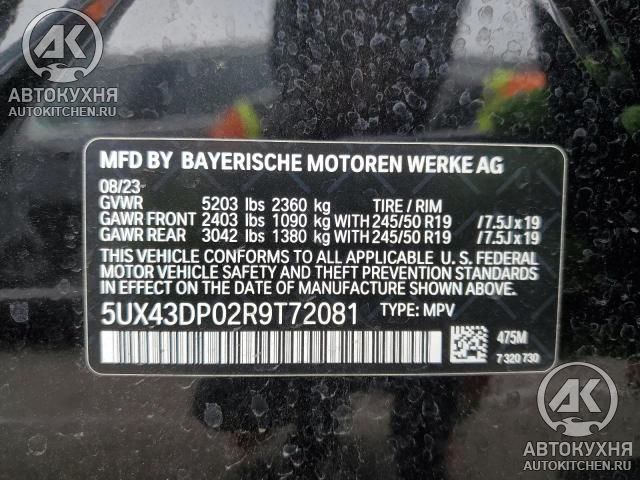 AK
АВТОКУХНЯ
AUTOKITCHEN.RU
MFD BY BAYERISCHE MOTOREN WERKE AG
08/23
GVWR 5203 lbs 2360 kg TIRE / RIM
GAWR FRONT 2403 lbs 1090 kg WITH 245/50 R19 /7.5J x 19
GAWR REAR 3042 lbs 1380 kg WITH 245/50 R19 /7.5J x 19
THIS VEHICLE CONFORMS TO ALL APPLICABLE U. S. FEDERAL
MOTOR VEHICLE SAFETY AND THEFT PREVENTION STANDARDS
IN EFFECT ON THE DATE OF MANUFACTURE SHOWN ABOVE.
5UX43DP02R9T72081 TYPE: MPV
475M
7 320 730
AK
АВТОКУХНЯ
AUTOKITCHEN.RU